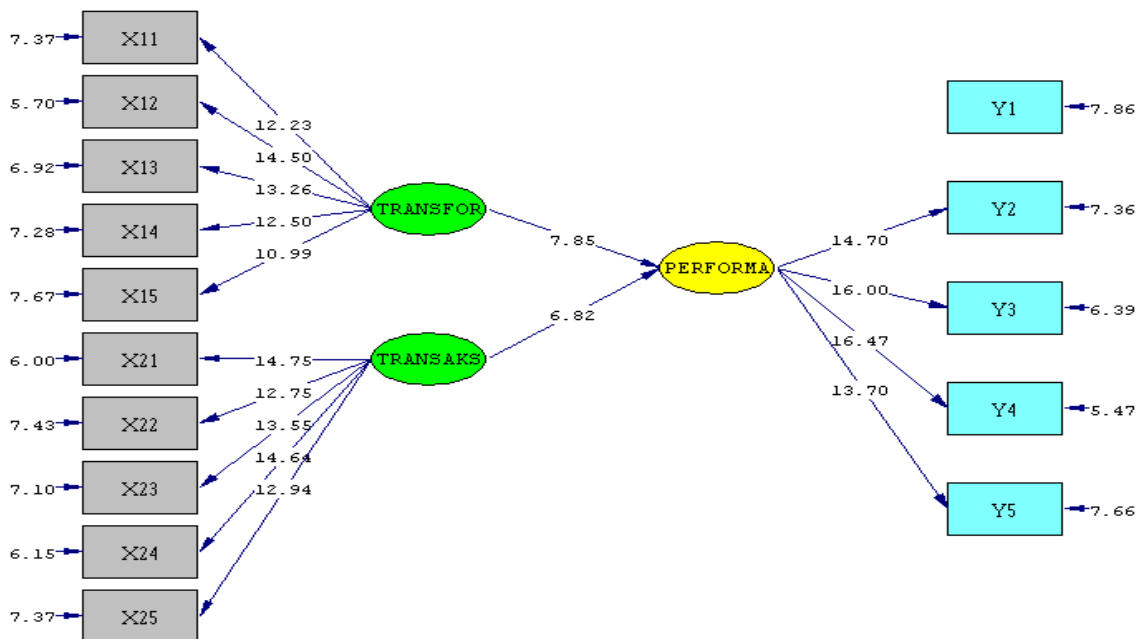 7.37 X11
5.70 X12
6.92 X13
7.28 X14
7.67 X15
6.00 X21
7.43 X22
7.10 X23
6.15 X24
7.37 X25
12.23
14.50
13.26
12.50
10.99
14.75
12.75
13.55
14.64
12.94
TRANSFOR
TRANSAKS
7.85
6.82
PERFORMA
14.70
16.00
16.47
13.70
Y1 7.86
Y2 7.36
Y3 6.39
Y4 5.47
Y5 7.66